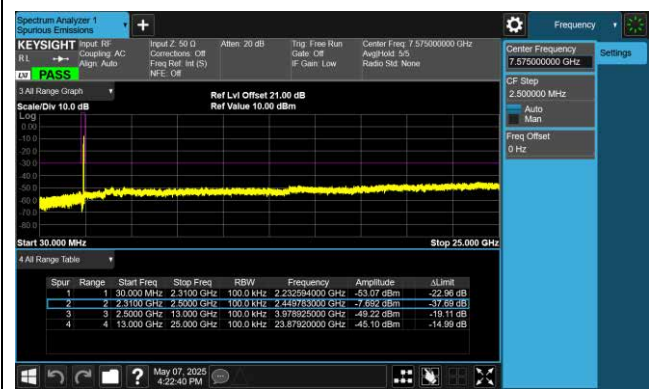 Spectrum Analyzer 1
Spurious Emissions
Frequency
KEYSIGHT Input: RF Input Z: 50 Ω Atten: 20 dB Trig: Free Run Center Freq: 7.575000000 GHz
RL Coupling: AC Corrections: Off Gate: Off Avg|Hold: 5/5
Align: Auto Freq Ref: Int (S) IF Gain: Low Radio Std: None
LXI PASS NFE: Off
3 All Range Graph
Ref Lvl Offset 21.00 dB
Scale/Div 10.0 dB Ref Value 10.00 dBm
Log
0.00
-10.0
-20.0
-30.0
-40.0
-50.0
-60.0
-70.0
-80.0
Start 30.000 MHz Stop 25.000 GHz
4 All Range Table
Spur Range Start Freq Stop Freq RBW Frequency Amplitude ΔLimit
1 1 30.000 MHz 2.3100 GHz 100.0 kHz 2.232594000 GHz -53.07 dBm -22.96 dB
2 2 2.3100 GHz 2.5000 GHz 100.0 kHz 2.449783000 GHz -7.692 dBm -37.69 dB
3 3 2.5000 GHz 13.000 GHz 100.0 kHz 3.978925000 GHz -49.22 dBm -19.11 dB
4 4 13.000 GHz 25.000 GHz 100.0 kHz 23.87920000 GHz -45.10 dBm -14.99 dB
May 07, 2025
4:22:40 PM
Center Frequency
7.575000000 GHz
Settings
CF Step
2.500000 MHz
Auto
Man
Freq Offset
0 Hz